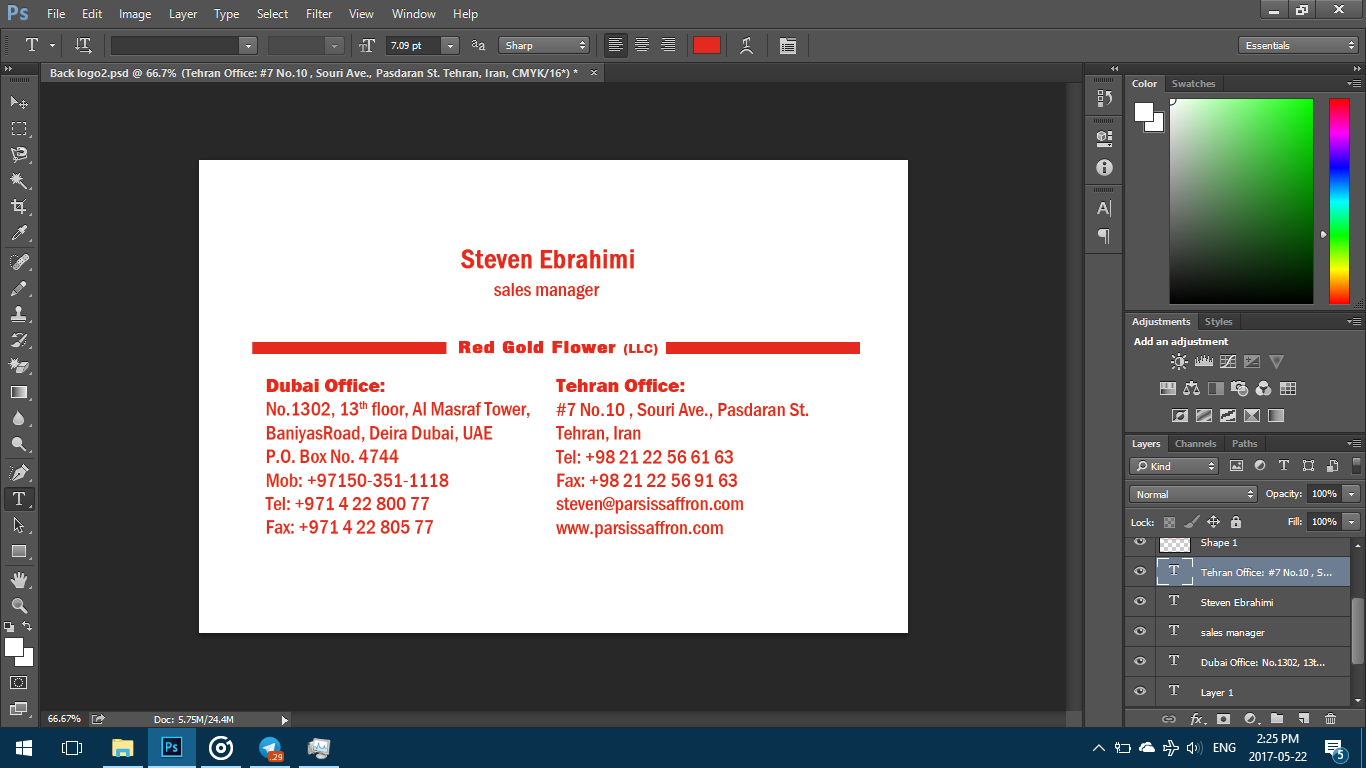 Ps File Edit Image Layer Type Select Filter View Window Help
T 7.09 pt Sharp Essentials
Back logo2.psd @ 66.7% (Tehran Office: #7 No.10 , Souri Ave., Pasdaran St. Tehran, Iran, CMYK/16*) *
Steven Ebrahimi
sales manager
Red Gold Flower (LLC)
Dubai Office:
No.1302, 13th floor, Al Masraf Tower,
BaniyasRoad, Deira Dubai, UAE
P.O. Box No. 4744
Mob: +97150-351-1118
Tel: +971 4 22 800 77
Fax: +971 4 22 805 77
Tehran Office:
#7 No.10 , Souri Ave., Pasdaran St.
Tehran, Iran
Tel: +98 21 22 56 61 63
Fax: +98 21 22 56 91 63
steven@parsissaffron.com
www.parsissaffron.com
Color Swatches
Adjustments Styles
Add an adjustment
Layers Channels Paths
Kind
Normal Opacity: 100%
Lock: Fill: 100%
Shape 1
Tehran Office: #7 No.10 , S...
Steven Ebrahimi
sales manager
Dubai Office: No.1302, 13t...
Layer 1
fx
66.67% Doc: 5.75M/24.4M
Ps .29 ENG 2:25 PM
2017-05-22 5